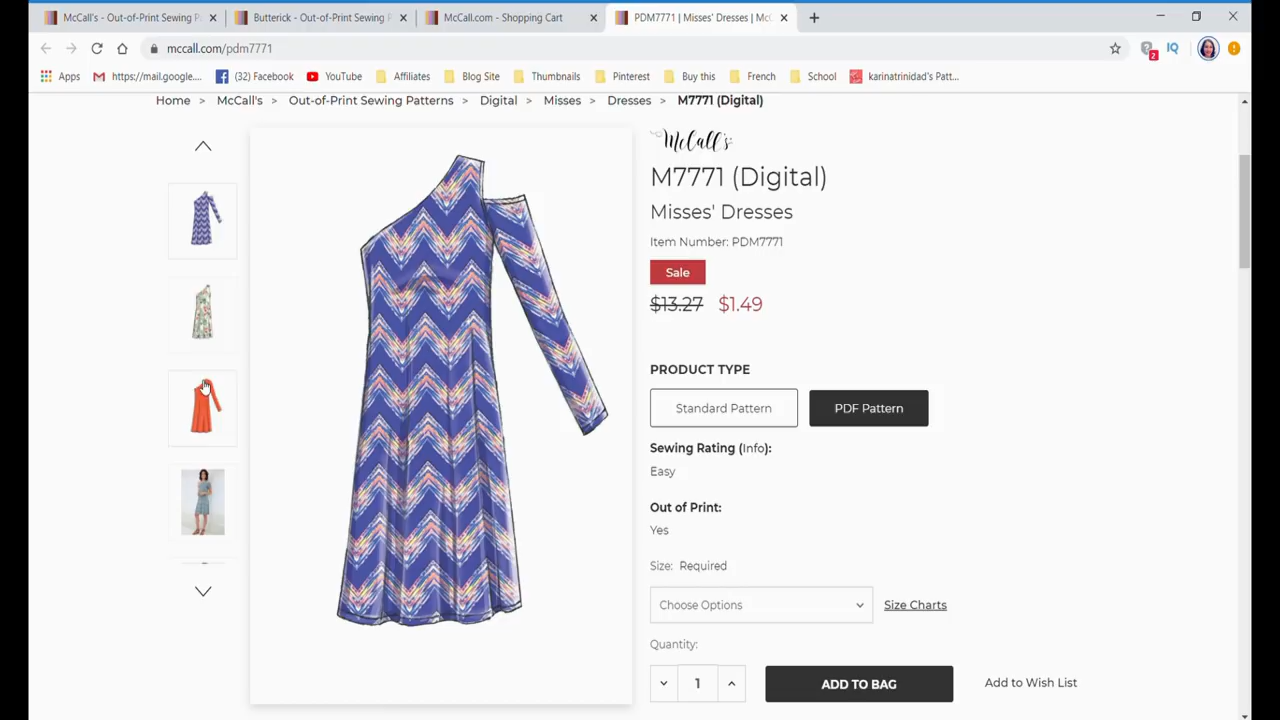 McCall's - Out-of-Print Sewing P
Butterick - Out-of-Print Sewing P
McCall.com - Shopping Cart
PDM7771 | Misses' Dresses | McC
mccall.com/pdm7771
2
IQ
Apps
https://mail.google....
(32) Facebook
YouTube
Affiliates
Blog Site
Thumbnails
Pinterest
Buy this
French
School
karinatrinidad's Patt...
Home > McCall's > Out-of-Print Sewing Patterns > Digital > Misses > Dresses > M7771 (Digital)
McCall's
M7771 (Digital)
Misses' Dresses
Item Number: PDM7771
Sale
$13.27 $1.49
PRODUCT TYPE
Standard Pattern
PDF Pattern
Sewing Rating (Info):
Easy
Out of Print:
Yes
Size: Required
Choose Options
Size Charts
Quantity:
1
ADD TO BAG
Add to Wish List